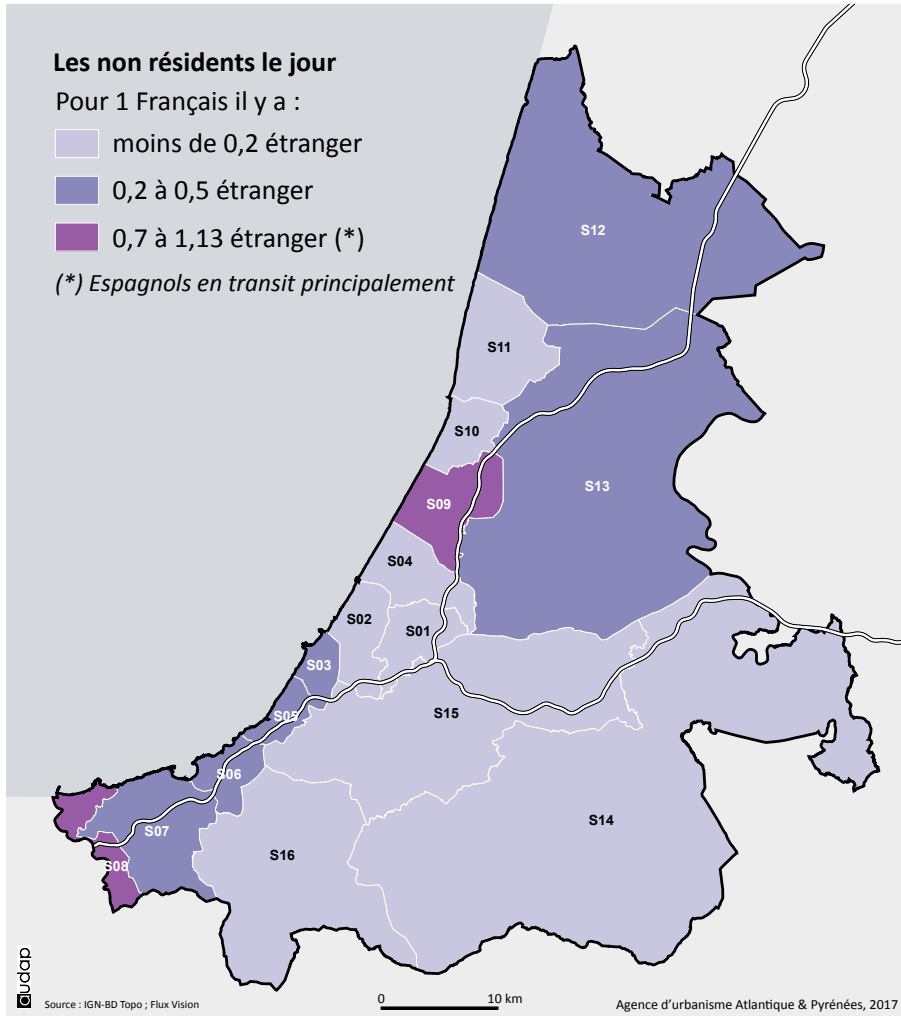 Les non résidents le jour
Pour 1 Français il y a :
moins de 0,2 étranger
0,2 à 0,5 étranger
0,7 à 1,13 étranger (*)
(*) Espagnols en transit principalement
S12
S11
S10
S13
S09
S04
S02
S01
S03
S05
S15
S06
S07
S14
S08
S16
audap
Source : IGN-BD Topo ; Flux Vision
0 10 km
Agence d'urbanisme Atlantique & Pyrénées, 2017